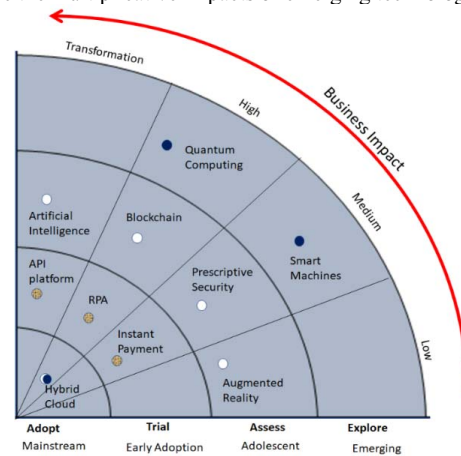 Transformation
High
Business Impact
Medium
Low
Quantum
Computing
Artificial
Intelligence
Blockchain
Smart
Machines
API
platform
Prescriptive
Security
RPA
Instant
Payment
Augmented
Reality
Hybrid
Cloud
Adopt
Trial
Assess
Explore
Mainstream
Early Adoption
Adolescent
Emerging